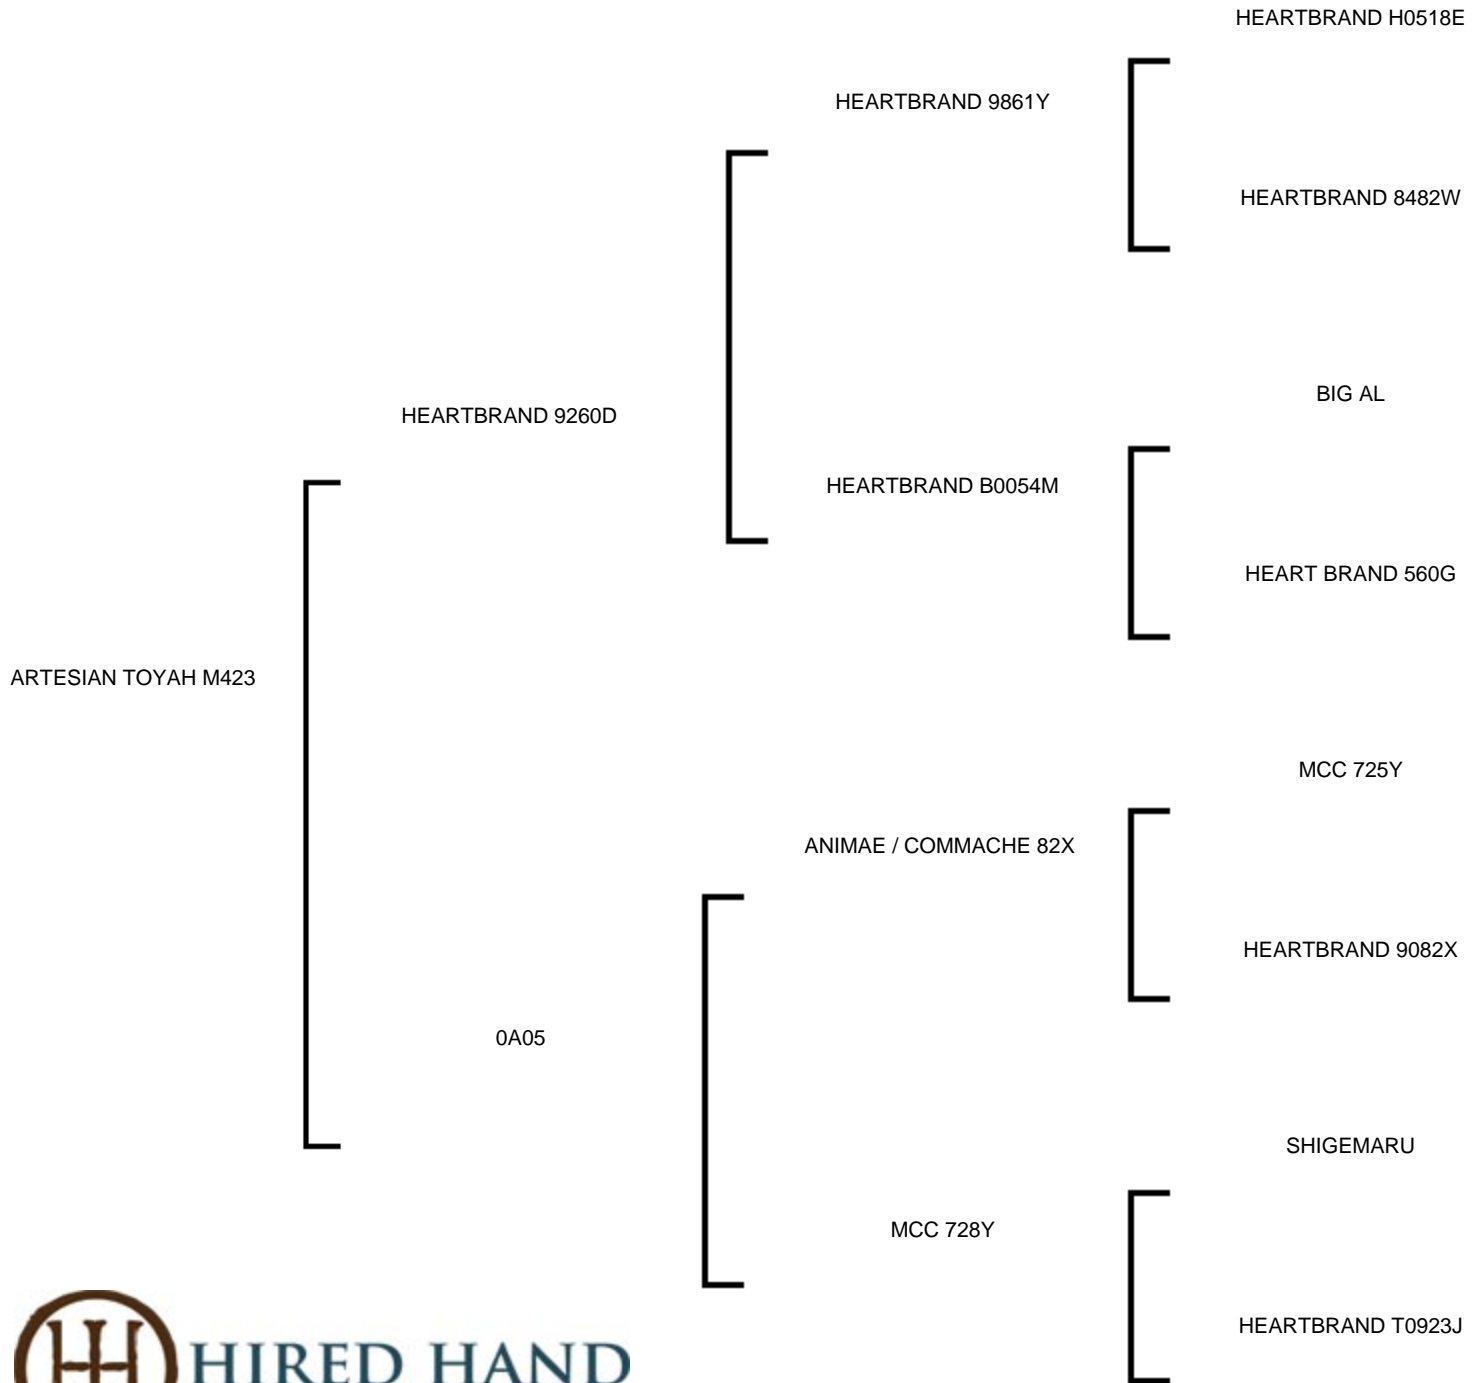 HEARTBRAND H0518E
HEARTBRAND 9861Y
HEARTBRAND 8482W
BIG AL
HEARTBRAND 9260D
HEARTBRAND B0054M
HEART BRAND 560G
ARTESIAN TOYAH M423
MCC 725Y
ANIMAE / COMMACHE 82X
HEARTBRAND 9082X
0A05
SHIGEMARU
MCC 728Y
HEARTBRAND T0923J
HIRED HAND